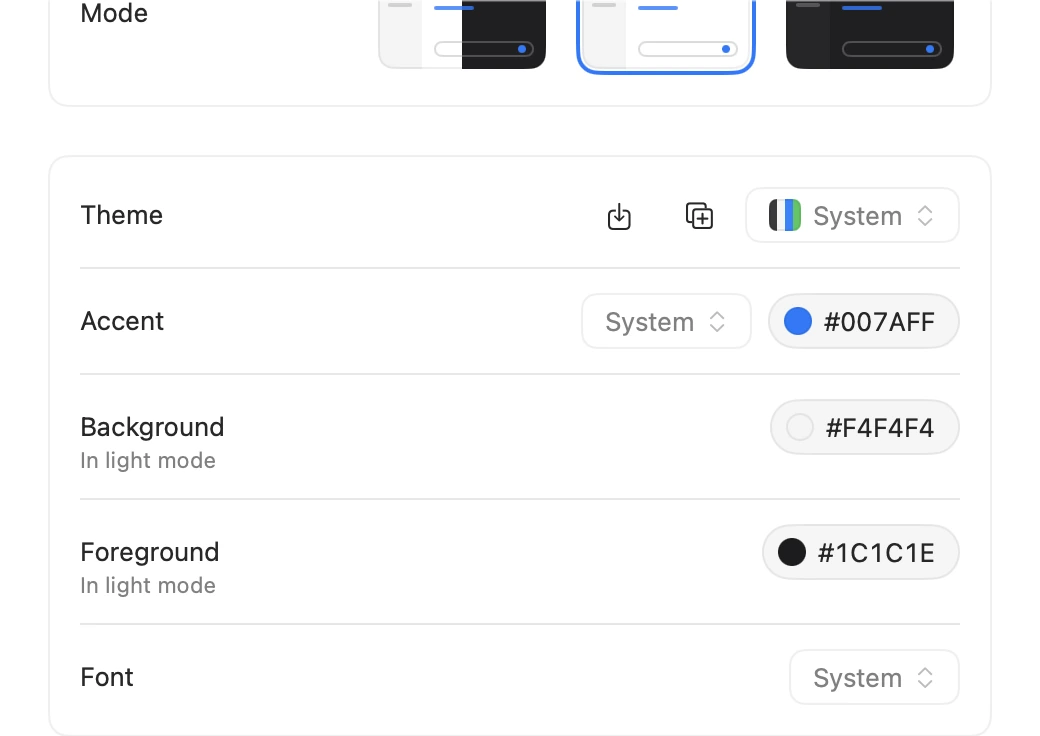 Mode
Theme
System
Accent
System
#007AFF
Background
#F4F4F4
In light mode
Foreground
#1C1C1E
In light mode
Font
System